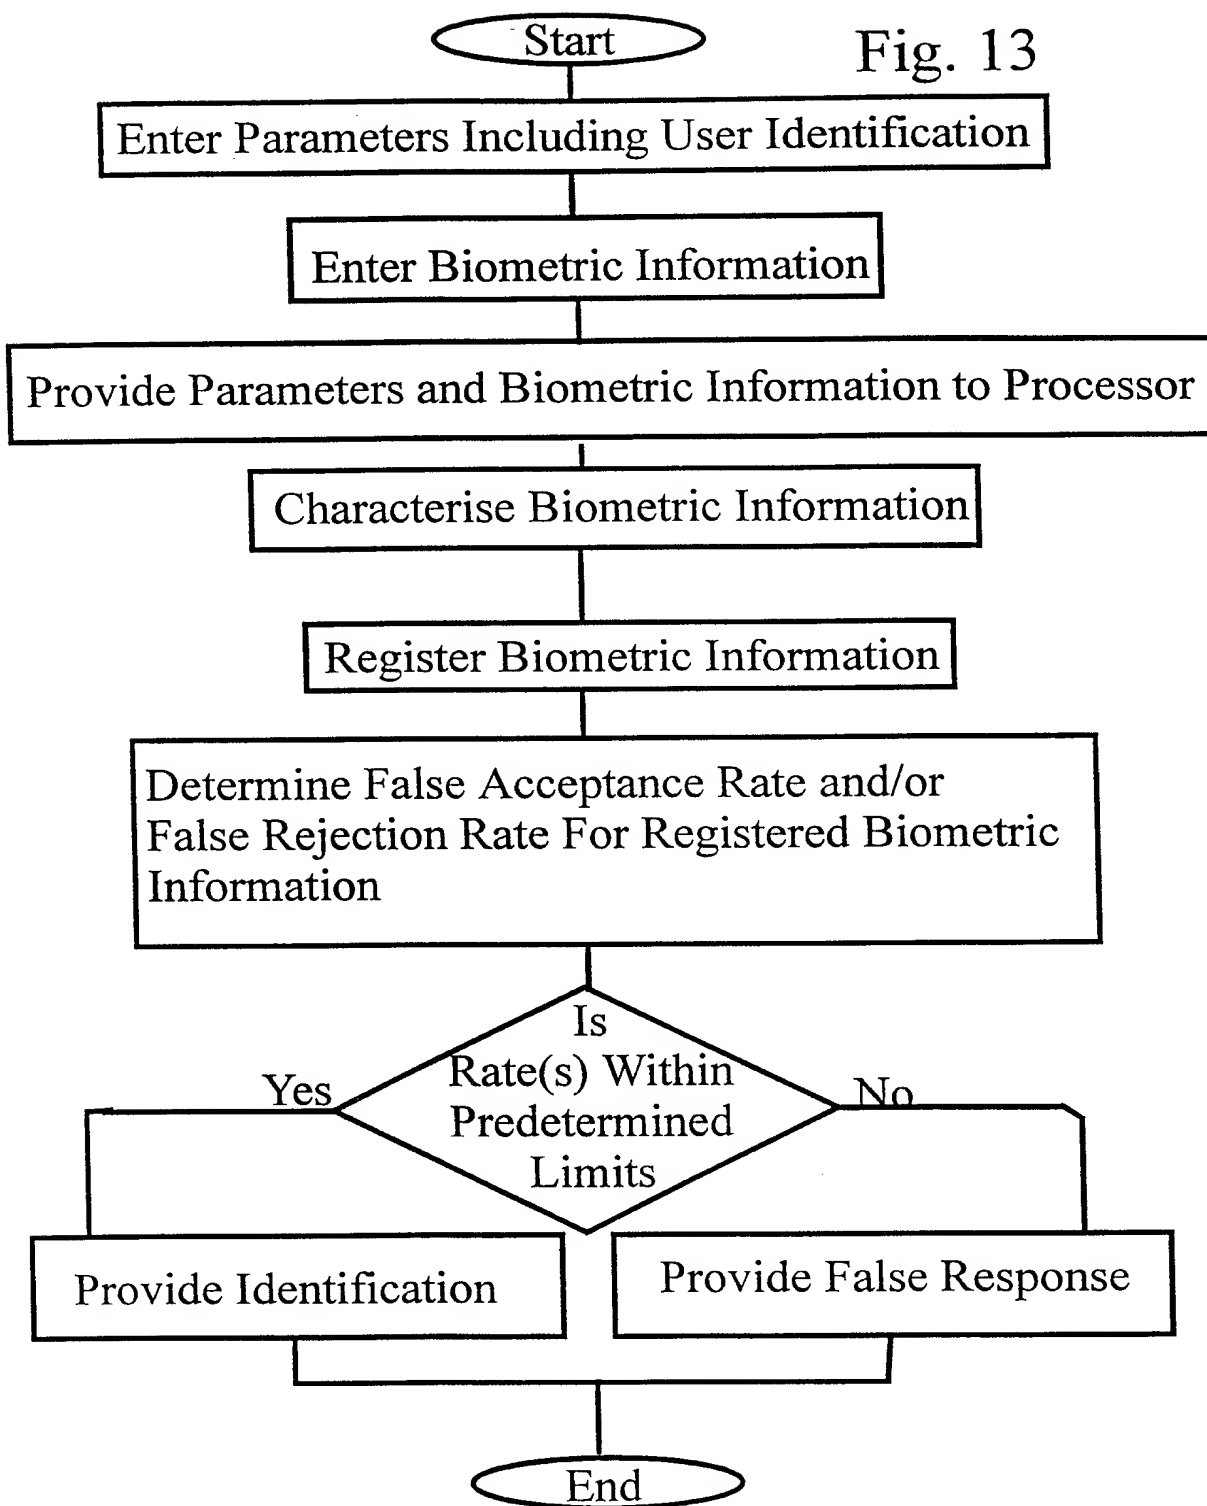 Start
Fig. 13
Enter Parameters Including User Identification
Enter Biometric Information
Provide Parameters and Biometric Information to Processor
Characterise Biometric Information
Register Biometric Information
Determine False Acceptance Rate and/or
False Rejection Rate For Registered Biometric
Information
Is
Rate(s) Within
Predetermined
Limits
Yes
No
Provide Identification
Provide False Response
End